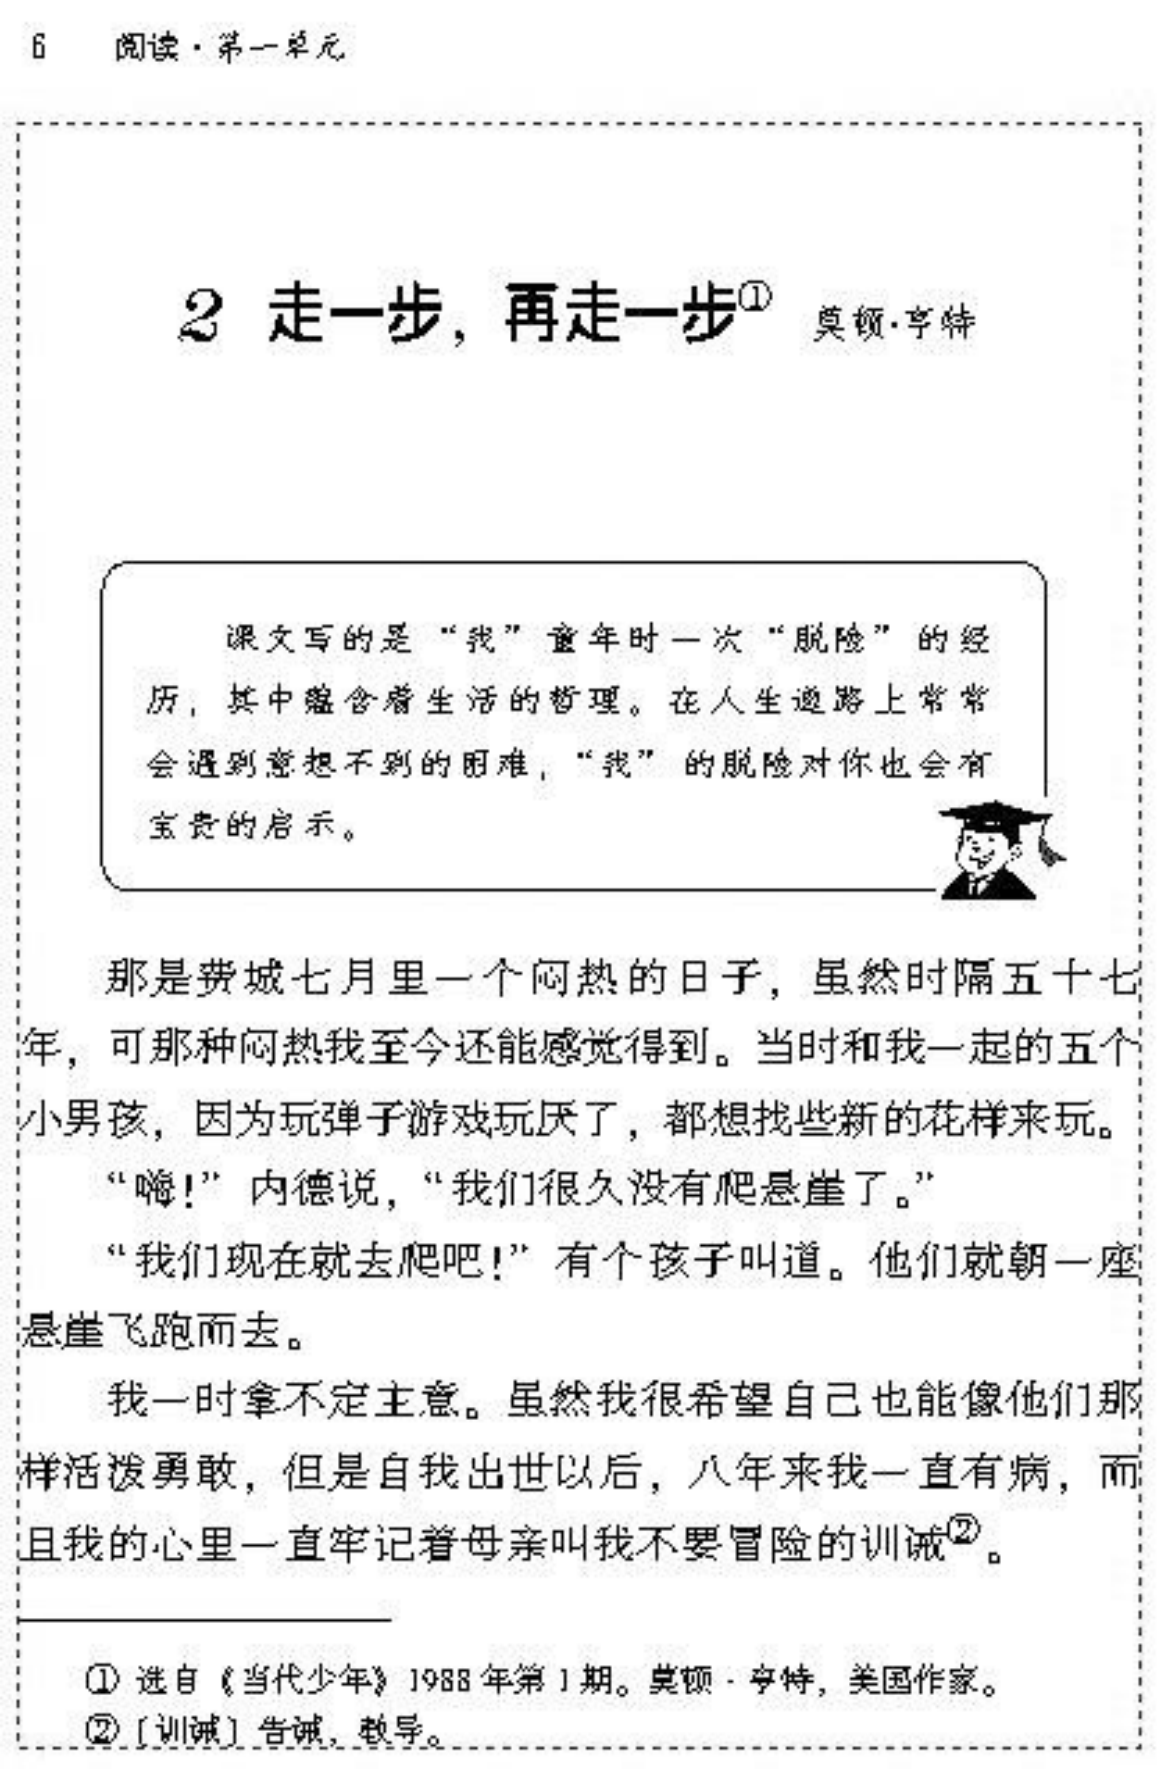 6 阅读·第一单元
2 走一步，再走一步① 莫顿·亨特
课文写的是“我”童年时一次“脱险”的经
历，其中蕴含着生活的哲理。在人生道路上常常
会遇到意想不到的困难，“我”的脱险对你也会有
宝贵的启示。
那是费城七月里一个闷热的日子，虽然时隔五十七
年，可那种闷热我至今还能感觉得到。当时和我一起的五个
小男孩，因为玩弹子游戏玩厌了，都想找些新的花样来玩。
“嗨！”内德说，“我们很久没有爬悬崖了。”
“我们现在就去爬吧！”有个孩子叫道。他们就朝一座
悬崖飞跑而去。
我一时拿不定主意。虽然我很希望自己也能像他们那
样活泼勇敢，但是自我出世以后，八年来我一直有病，而
且我的心里一直牢记着母亲叫我不要冒险的训诫②。
① 选自《当代少年》1988年第1期。莫顿·亨特，美国作家。
②〔训诫〕告诫，教导。